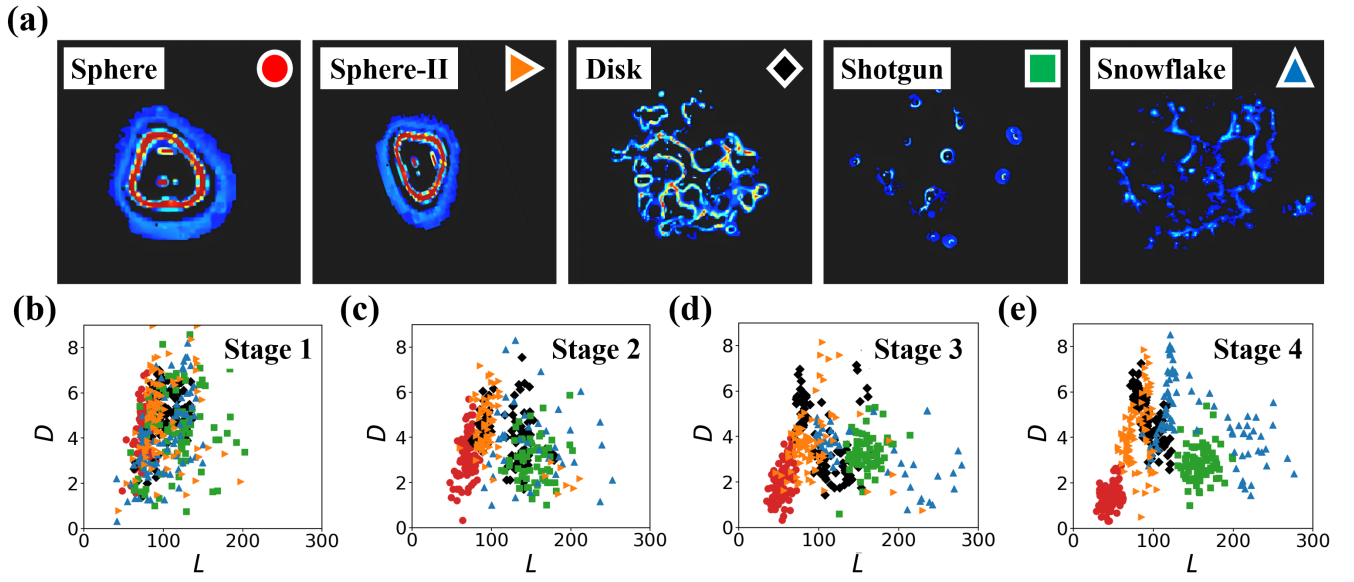 (a)
Sphere
Sphere-II
Disk
Shotgun
Snowflake
(b)
Stage 1
D
8
6
4
2
0
0 100 200 300
L
(c)
Stage 2
D
8
6
4
2
0
0 100 200 300
L
(d)
Stage 3
D
8
6
4
2
0
0 100 200 300
L
(e)
Stage 4
D
8
6
4
2
0
0 100 200 300
L